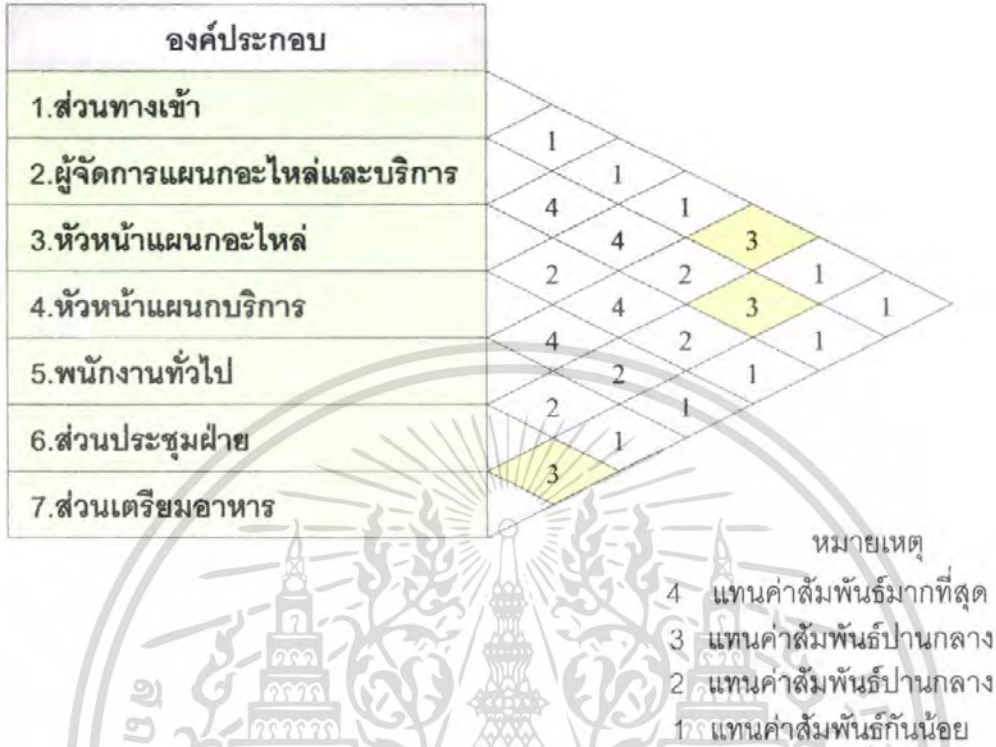 องค์ประกอบ
1.ส่วนทางเข้า
2.ผู้จัดการแผนกอะไหล่และบริการ
3.หัวหน้าแผนกอะไหล่
4.หัวหน้าแผนกบริการ
5.พนักงานทั่วไป
6.ส่วนประชุมฝ่าย
7.ส่วนเตรียมอาหาร
1
1
4 1
4 3
2 2 1
4 3 1
4 2 1
2 1
2 1
1
3
หมายเหตุ
4 แทนค่าสัมพันธ์มากที่สุด
3 แทนค่าสัมพันธ์ปานกลาง
2 แทนค่าสัมพันธ์ปานกลาง
1 แทนค่าสัมพันธ์กันน้อย